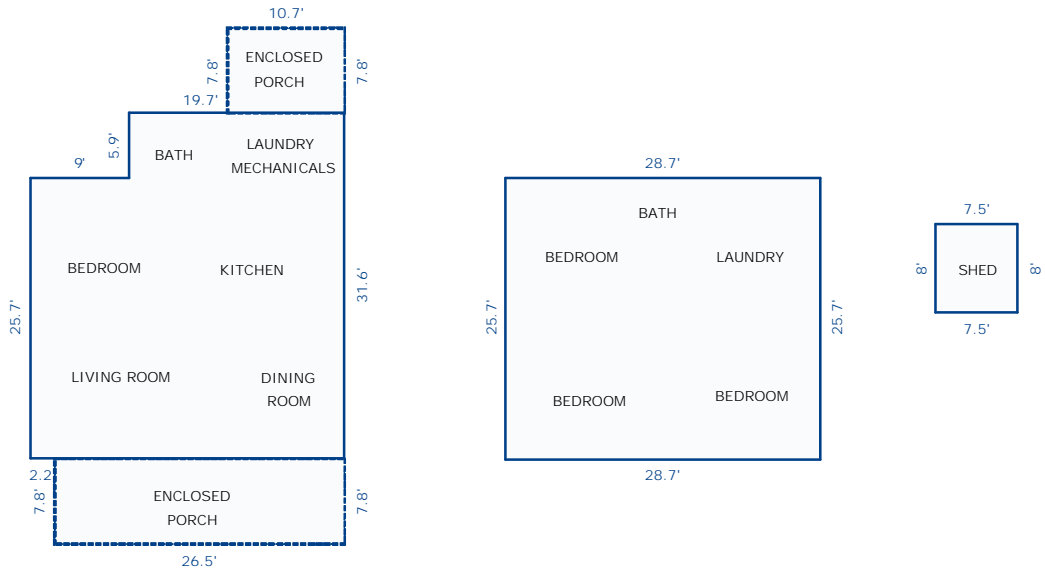 10.7'
ENCLOSED
PORCH
7.8'
7.8'
19.7'
5.9'
9'
BATH
LAUNDRY
MECHANICALS
BEDROOM
KITCHEN
31.6'
25.7'
LIVING ROOM
DINING
ROOM
2.2
7.8'
7.8'
ENCLOSED
PORCH
26.5'
28.7'
BATH
BEDROOM
LAUNDRY
25.7'
25.7'
BEDROOM
BEDROOM
28.7'
7.5'
8'
SHED
8'
7.5'